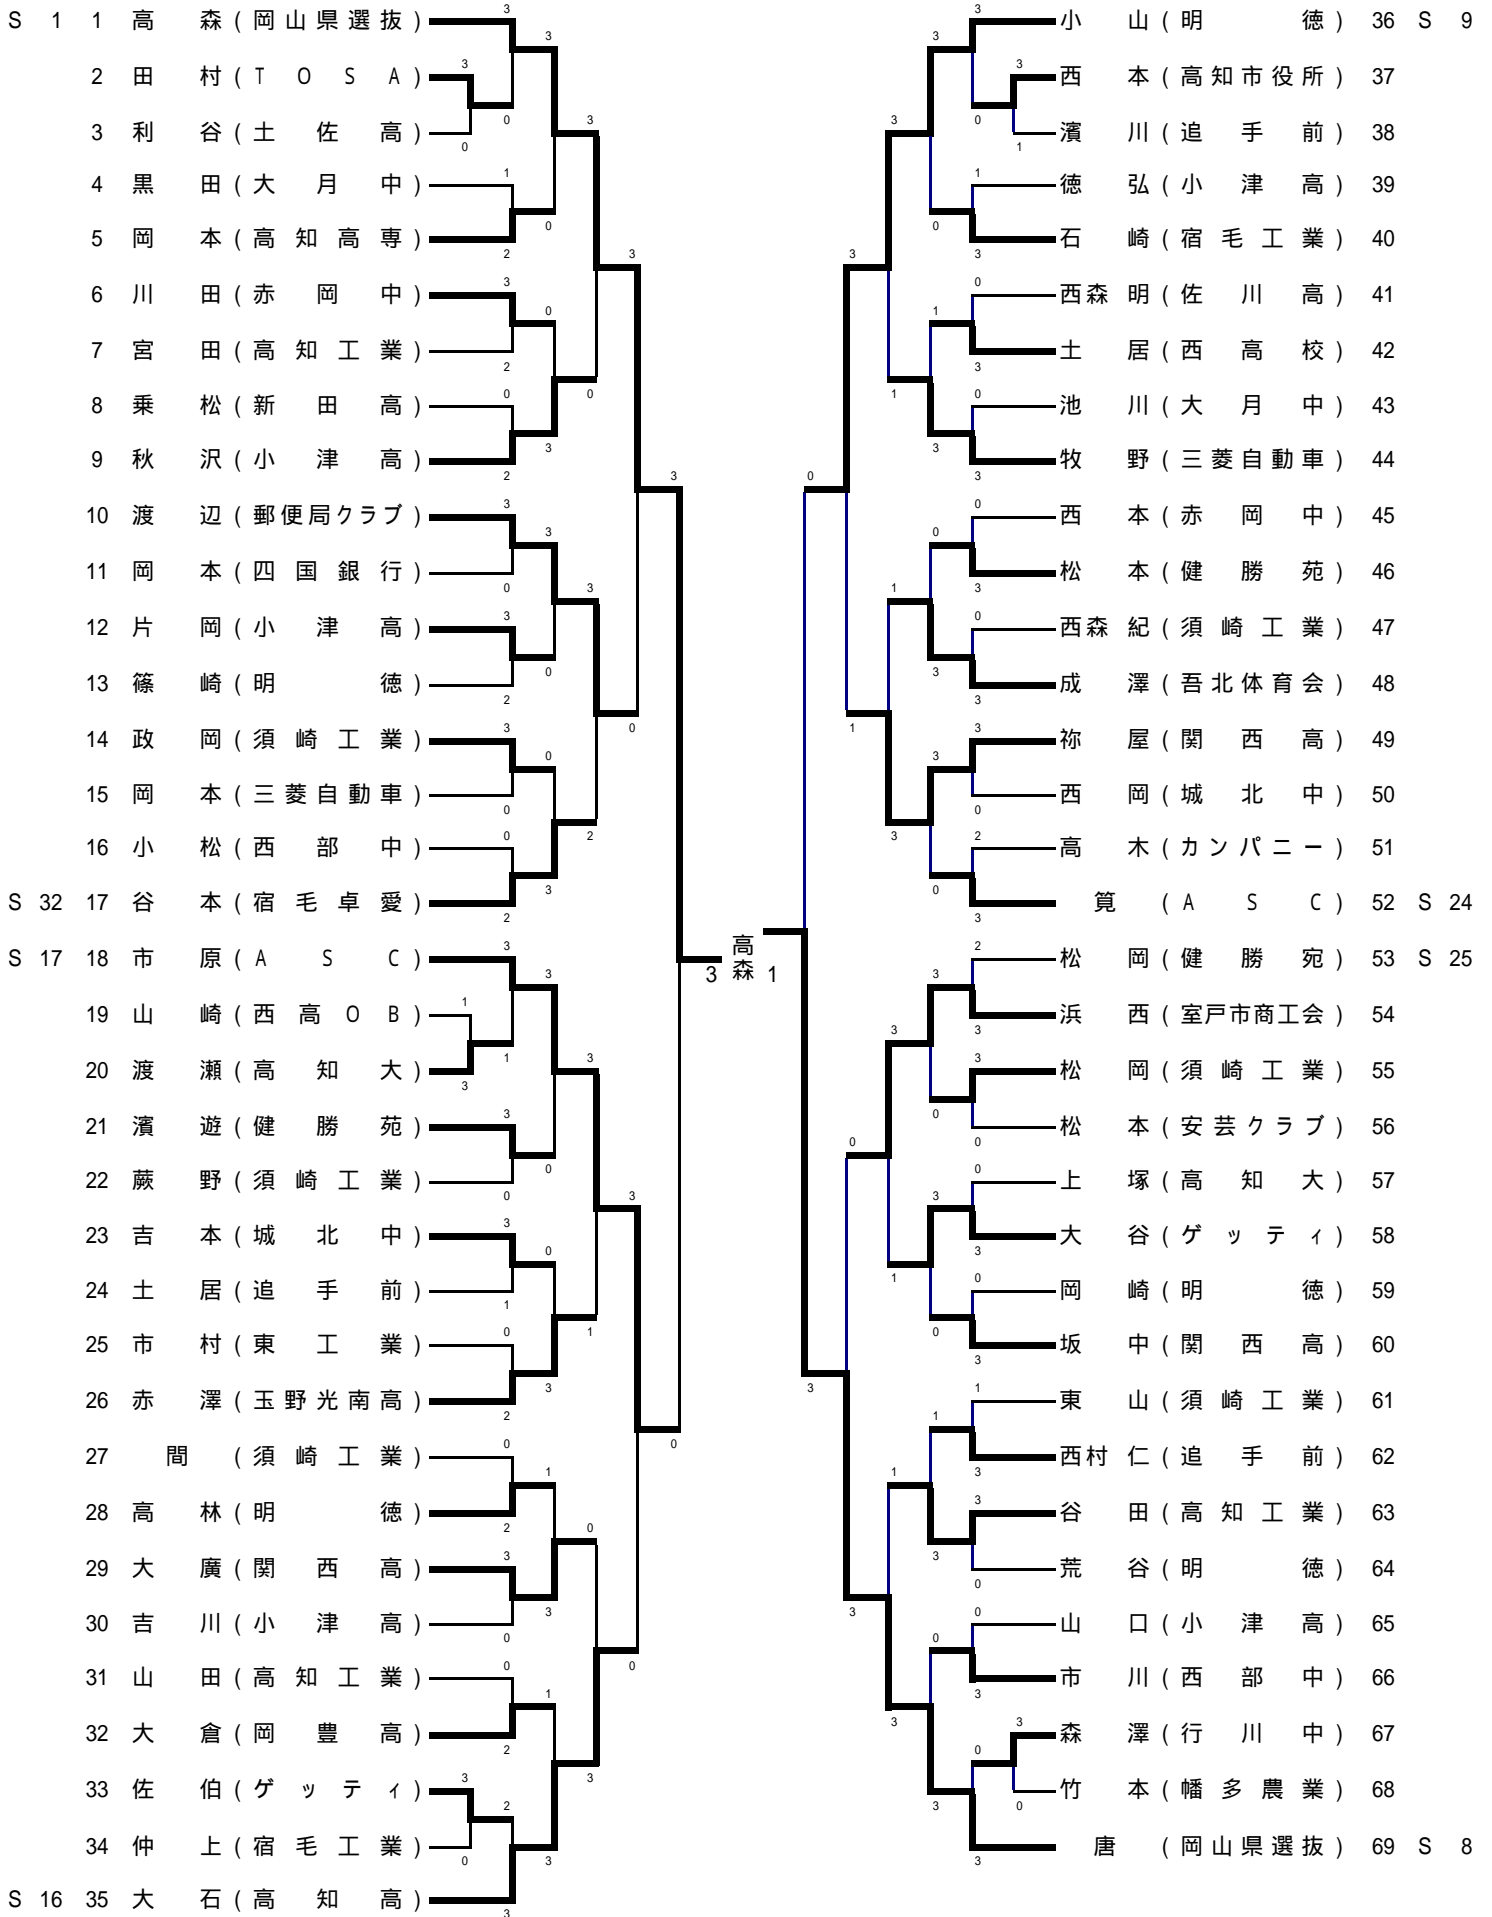 S 1 1 高 森 (岡山県選抜)
2 田 村 (TOSA)
3 利 谷 (土佐高)
4 黒 田 (大月中)
5 岡 本 (高知高専)
6 川 田 (赤岡中)
7 宮 田 (高知工業)
8 乗 松 (新田高)
9 秋 沢 (小津高)
10 渡 辺 (郵便局クラブ)
11 岡 本 (四国銀行)
12 片 岡 (小津高)
13 篠 崎 (明徳)
14 政 岡 (須崎工業)
15 岡 本 (三菱自動車)
16 小 松 (西部中)
S 32 17 谷 本 (宿毛卓愛)
S 17 18 市 原 (ASC)
19 山 崎 (西高OB)
20 渡 瀬 (高知大)
21 濱 遊 (健勝苑)
22 蕨 野 (須崎工業)
23 吉 本 (城北中)
24 土 居 (追手前)
25 市 村 (東工業)
26 赤 澤 (玉野光南高)
27 間 (須崎工業)
28 高 林 (明徳)
29 大 廣 (関西高)
30 吉 川 (小津高)
31 山 田 (高知工業)
32 大 倉 (岡豊高)
33 佐 伯 (ゲッティ)
34 仲 上 (宿毛工業)
S 16 35 大 石 (高知高)
3 高森 1
小 山 (明徳) 36 S 9
西 本 (高知市役所) 37
濱 川 (追手前) 38
徳 弘 (小津高) 39
石 崎 (宿毛工業) 40
西森 明 (佐川高) 41
土 居 (西高校) 42
池 川 (大月中) 43
牧 野 (三菱自動車) 44
西 本 (赤岡中) 45
松 本 (健勝苑) 46
西森 紀 (須崎工業) 47
成 澤 (吾北体育会) 48
祢 屋 (関西高) 49
西 岡 (城北中) 50
高 木 (カンパニー) 51
筧 (ASC) 52 S 24
松 岡 (健勝宛) 53 S 25
浜 西 (室戸市商工会) 54
松 岡 (須崎工業) 55
松 本 (安芸クラブ) 56
上 塚 (高知大) 57
大 谷 (ゲッティ) 58
岡 崎 (明徳) 59
坂 中 (関西高) 60
東 山 (須崎工業) 61
西村 仁 (追手前) 62
谷 田 (高知工業) 63
荒 谷 (明徳) 64
山 口 (小津高) 65
市 川 (西部中) 66
森 澤 (行川中) 67
竹 本 (幡多農業) 68
唐 (岡山県選抜) 69 S 8